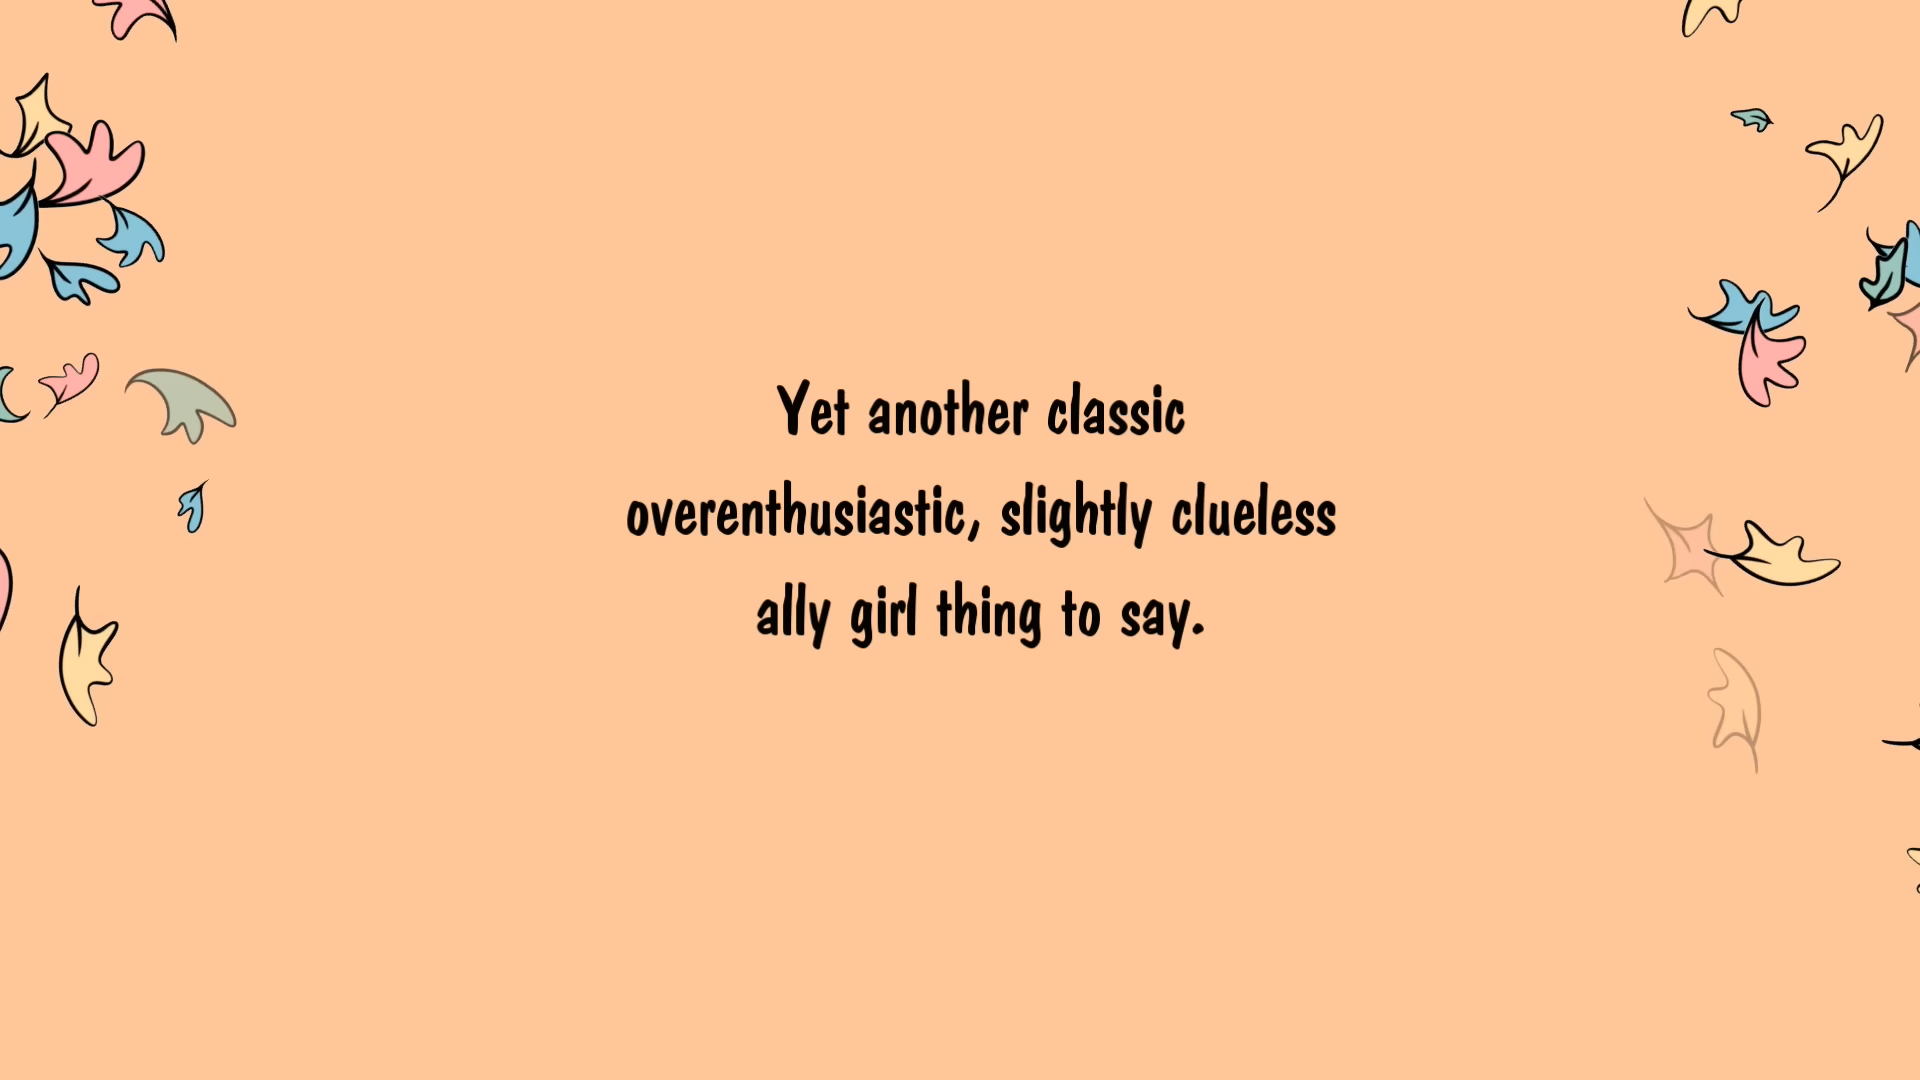 Yet another classic
overenthusiastic, slightly clueless
ally girl thing to say.